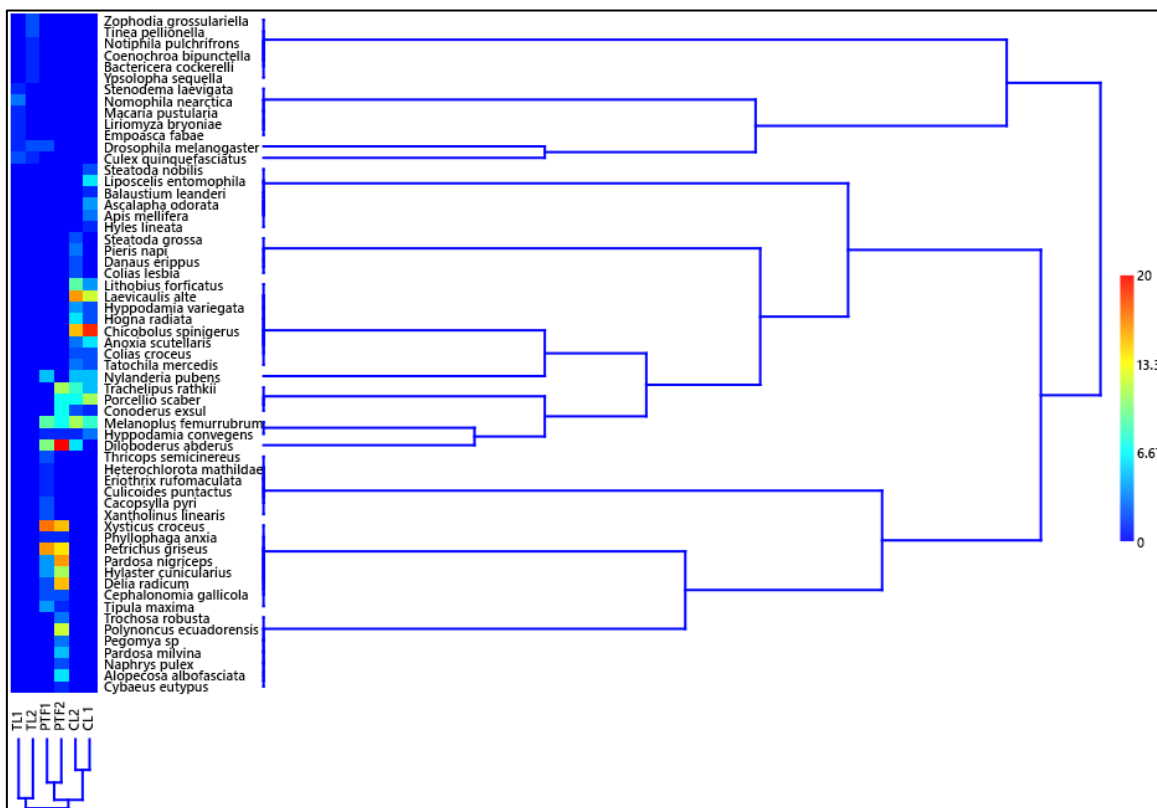 Zophodia grossulariella
Tinea pellionella
Notiphila pulchrifrons
Coenochroa bipunctella
Bactericera cockerelli
Ypsolopha sequella
Stenodema laevigata
Nomophila nearctica
Macaria pustularia
Liriomyza bryoniae
Empoasca fabae
Drosophila melanogaster
Culex quinquefasciatus
Steatoda nobilis
Liposcelis entomophila
Balaustium leanderi
Ascalapha odorata
Apis mellifera
Hyles lineata
Steatoda grossa
Pieris napi
Danaus erippus
Colias lesbia
Lithobius forficatus
Laevicaulis alte
Hyppodamia variegata
Hogna radiata
Chicobolus spinigerus
Anoxia scutellaris
Colias croceus
Tatochila mercedis
Nylanderia pubens
Trachelipus rathkii
Porcellio scaber
Conoderus exsul
Melanoplus femurrubrum
Hyppodamia convegens
Diloboderus abderus
Thricops semicinereus
Heterochlorota mathildae
Eriothrix rufomaculata
Culicoides punctactus
Cacopsylla pyri
Xantholinus linearis
Xysticus croceus
Phyllophaga anxia
Petrichus griseus
Pardosa nigriceps
Hylaster cunicularius
Delia radicum
Cephalonomia gallicola
Tipula maxima
Trochosa robusta
Polynoncus ecuadorensis
Pegomya sp
Pardosa milvina
Naphrys pulex
Alopecosa albofasciata
Cybaeus eutypus
TL1
TL2
PTF1
PTF2
CL2
CL 1
20
13.3
6.67
0